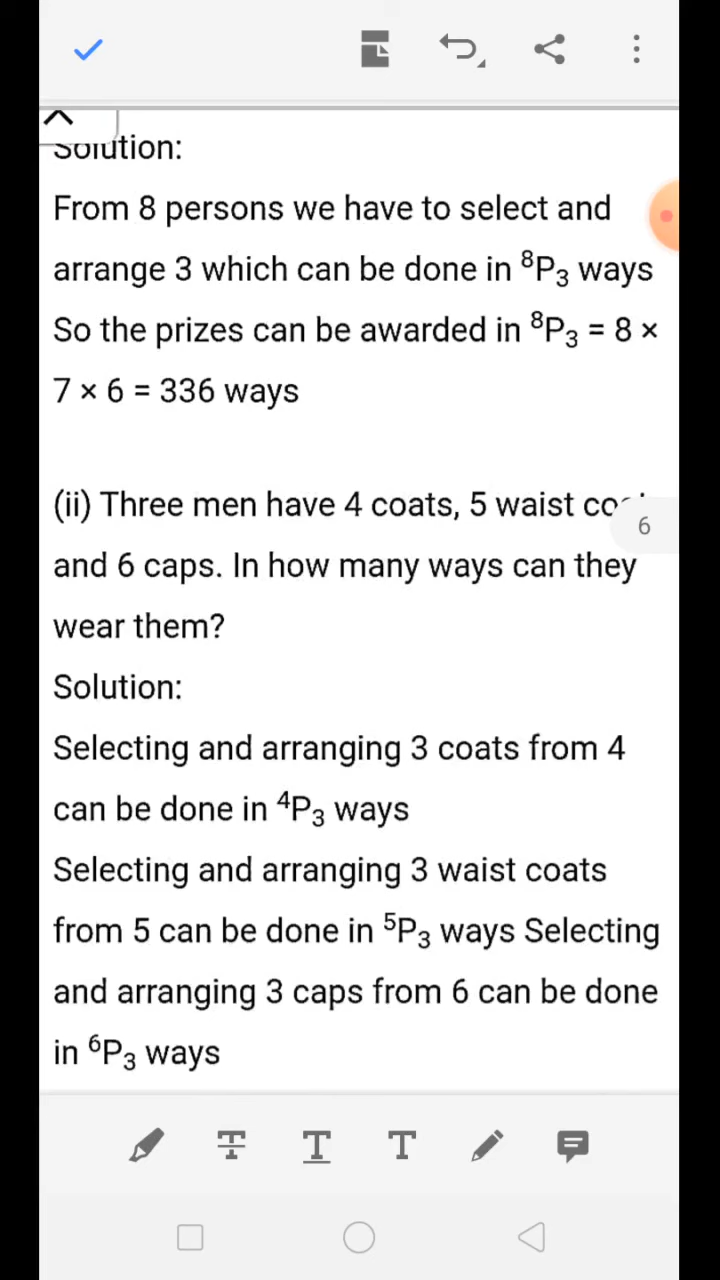 Solution:
From 8 persons we have to select and
arrange 3 which can be done in ⁸P₃ ways
So the prizes can be awarded in ⁸P₃ = 8 ×
7 × 6 = 336 ways
(ii) Three men have 4 coats, 5 waist
6
and 6 caps. In how many ways can they
wear them?
Solution:
Selecting and arranging 3 coats from 4
can be done in ⁴P₃ ways
Selecting and arranging 3 waist coats
from 5 can be done in ⁵P₃ ways Selecting
and arranging 3 caps from 6 can be done
in ⁶P₃ ways
T T T